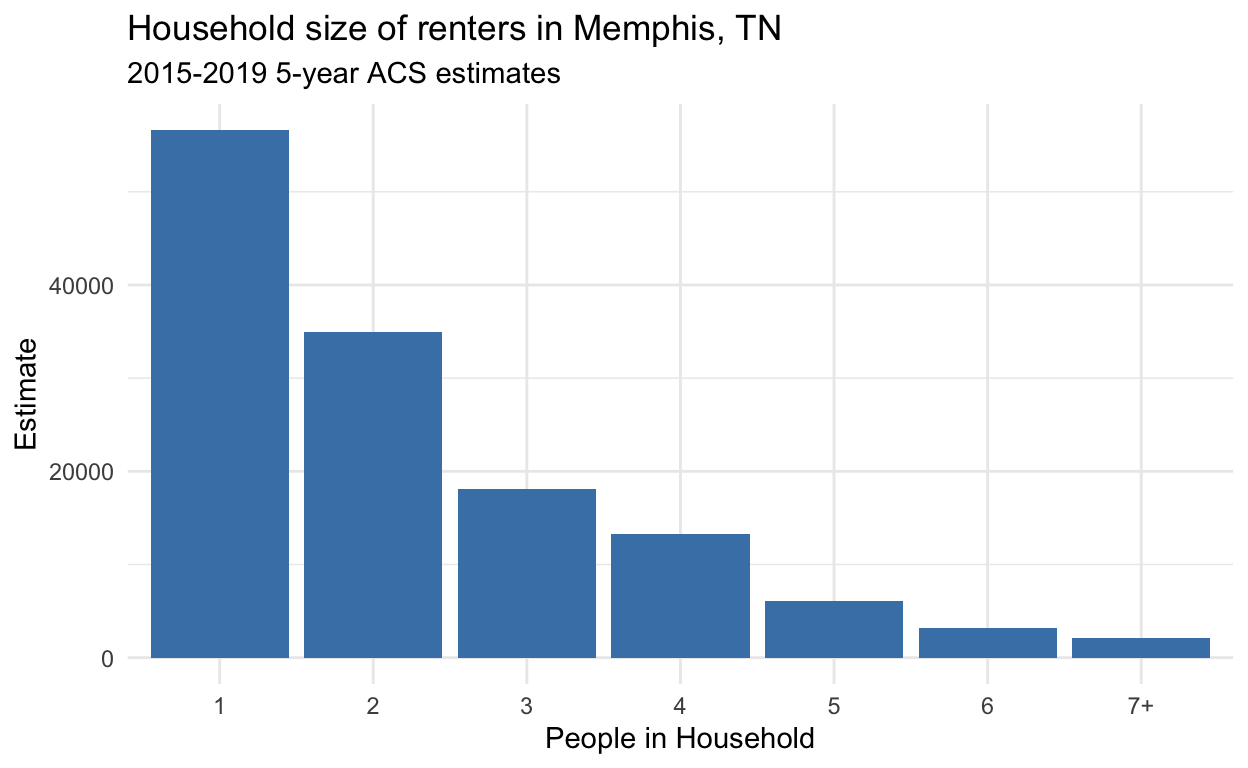 Household size of renters in Memphis, TN
2015-2019 5-year ACS estimates
Estimate
40000
20000
0
1 2 3 4 5 6 7+
People in Household